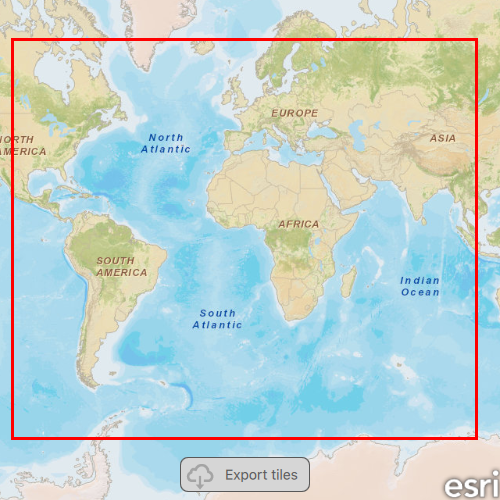 EUROPE
North
Atlantic
NORTH
AMERICA
ASIA
AFRICA
SOUTH
AMERICA
Indian
Ocean
South
Atlantic
Export tiles
esri